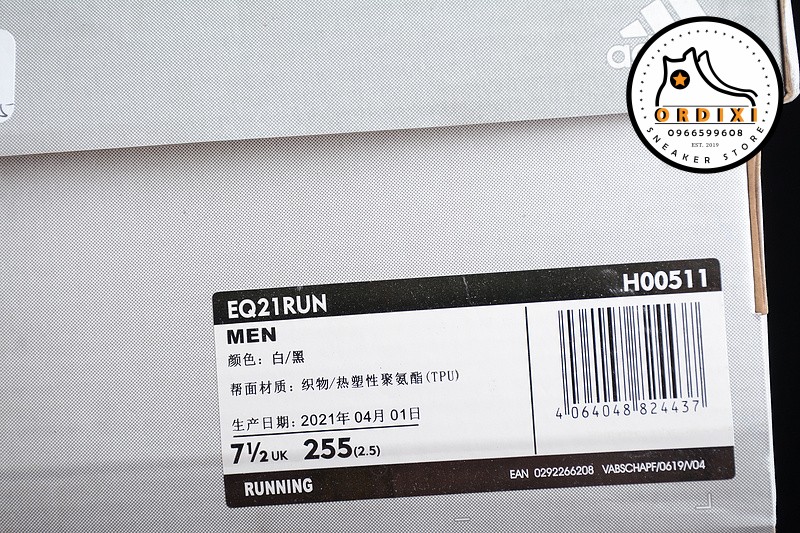 adidas
ORDIXI
0966599608
EST. 2019
SNEAKER STORE
EQ21RUN H00511
MEN
颜色: 白/黑
帮面材质: 织物/热塑性聚氨酯(TPU)
生产日期: 2021年 04月 01日
7½ UK 255(2.5)
4 064048 824437
RUNNING EAN 0292266208 VABSCHAPF/0619/V04